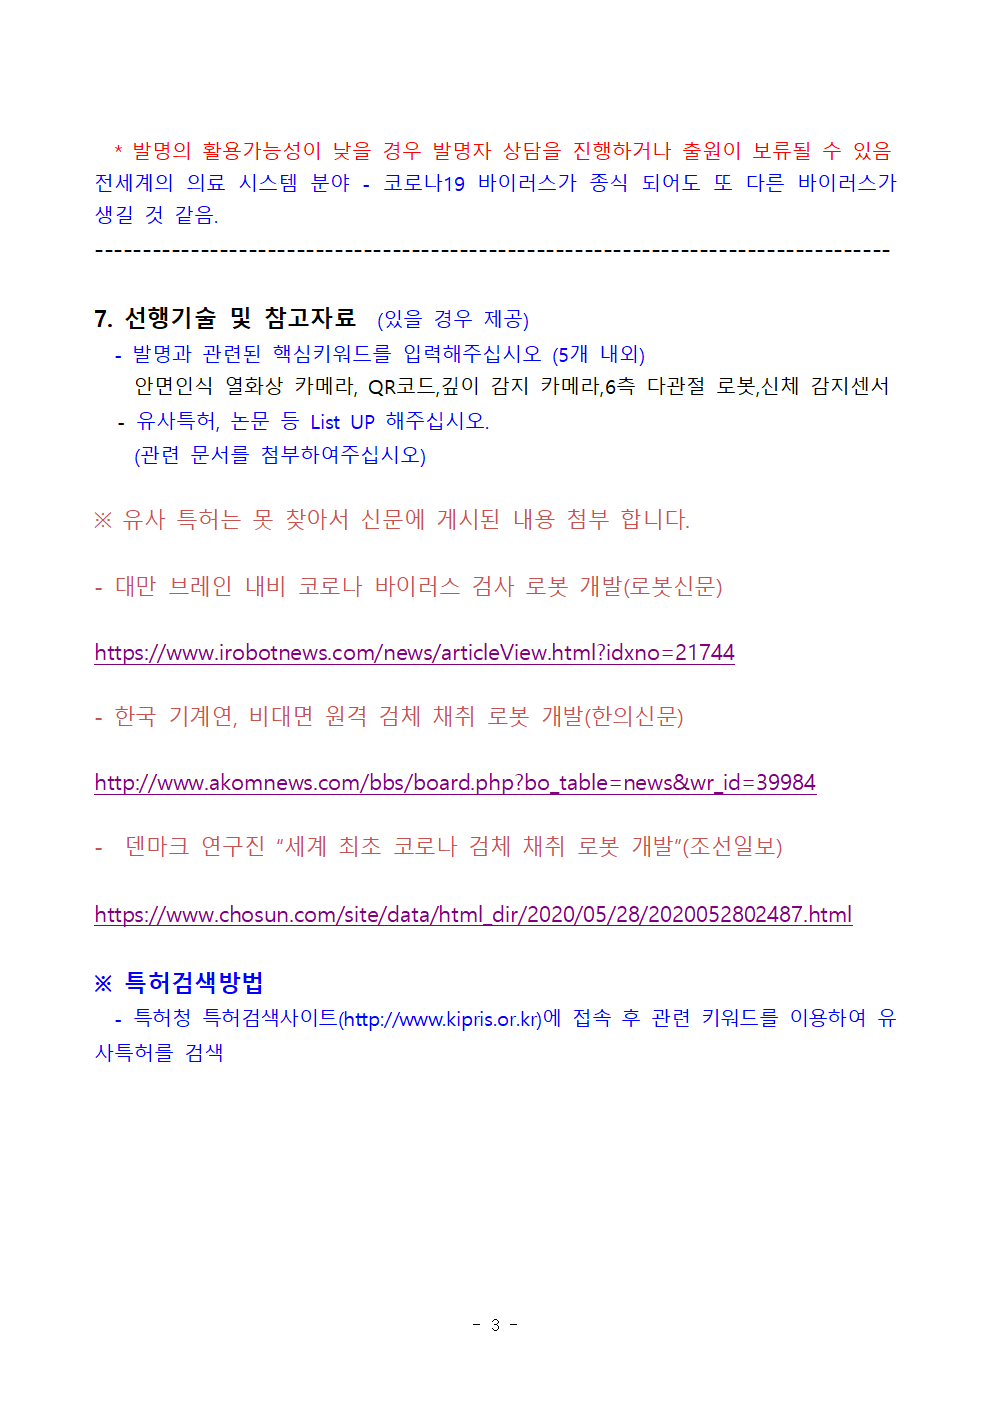 * 발명의 활용가능성이 낮을 경우 발명자 상담을 진행하거나 출원이 보류될 수 있음
전세계의 의료 시스템 분야 - 코로나19 바이러스가 종식 되어도 또 다른 바이러스가
생길 것 같음.
-----------------------------------------------------------------------------------
7. 선행기술 및 참고자료 (있을 경우 제공)
- 발명과 관련된 핵심키워드를 입력해주십시오 (5개 내외)
안면인식 열화상 카메라, QR코드,깊이 감지 카메라,6측 다관절 로봇,신체 감지센서
- 유사특허, 논문 등 List UP 해주십시오.
(관련 문서를 첨부하여주십시오)
※ 유사 특허는 못 찾아서 신문에 게시된 내용 첨부 합니다.
- 대만 브레인 내비 코로나 바이러스 검사 로봇 개발(로봇신문)
https://www.irobotnews.com/news/articleView.html?idxno=21744
- 한국 기계연, 비대면 원격 검체 채취 로봇 개발(한의신문)
http://www.akomnews.com/bbs/board.php?bo_table=news&wr_id=39984
- 덴마크 연구진 “세계 최초 코로나 검체 채취 로봇 개발”(조선일보)
https://www.chosun.com/site/data/html_dir/2020/05/28/2020052802487.html
※ 특허검색방법
- 특허청 특허검색사이트(http://www.kipris.or.kr)에 접속 후 관련 키워드를 이용하여 유
사특허를 검색
- 3 -